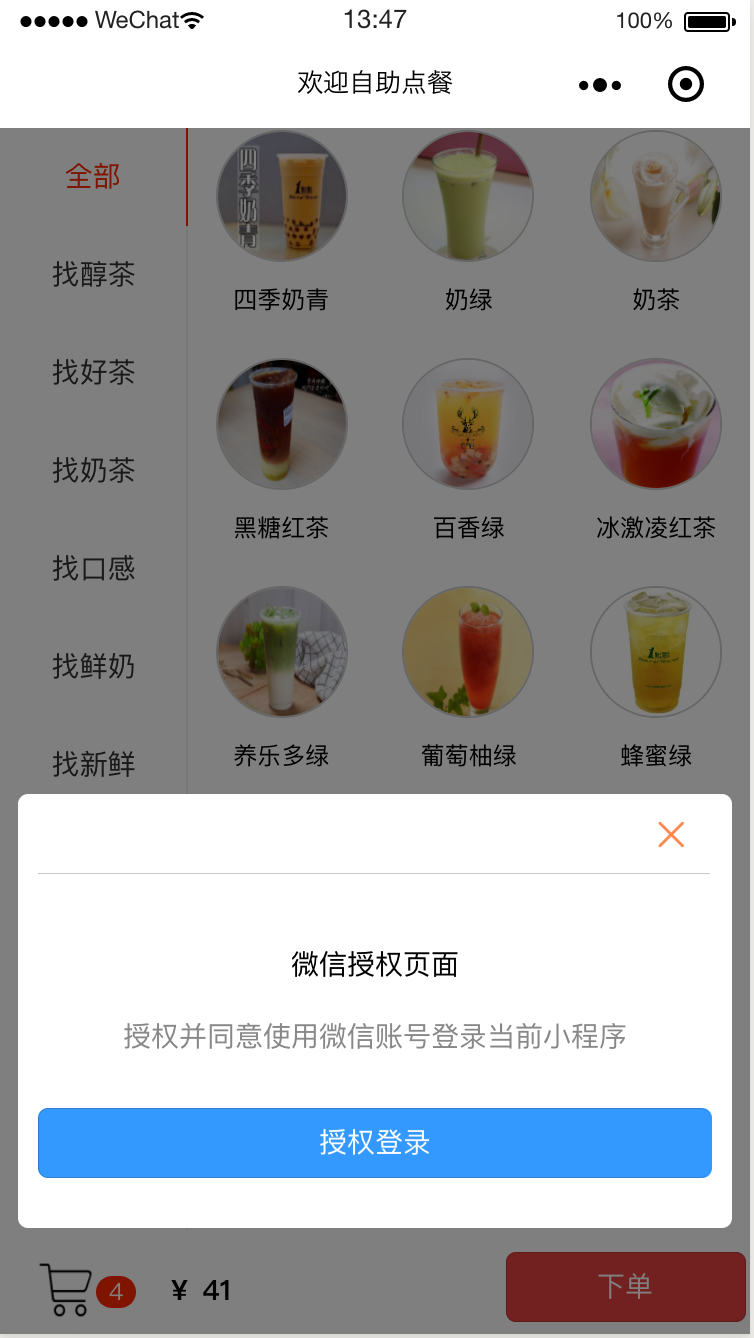 WeChat 13:47 100%
欢迎自助点餐
全部
找醇茶
找好茶
找奶茶
找口感
找鲜奶
找新鲜
四季奶青
四季奶青 奶绿 奶茶
黑糖红茶 百香绿 冰激凌红茶
养乐多绿 葡萄柚绿 蜂蜜绿
微信授权页面
授权并同意使用微信账号登录当前小程序
授权登录
4 ¥ 41 下单